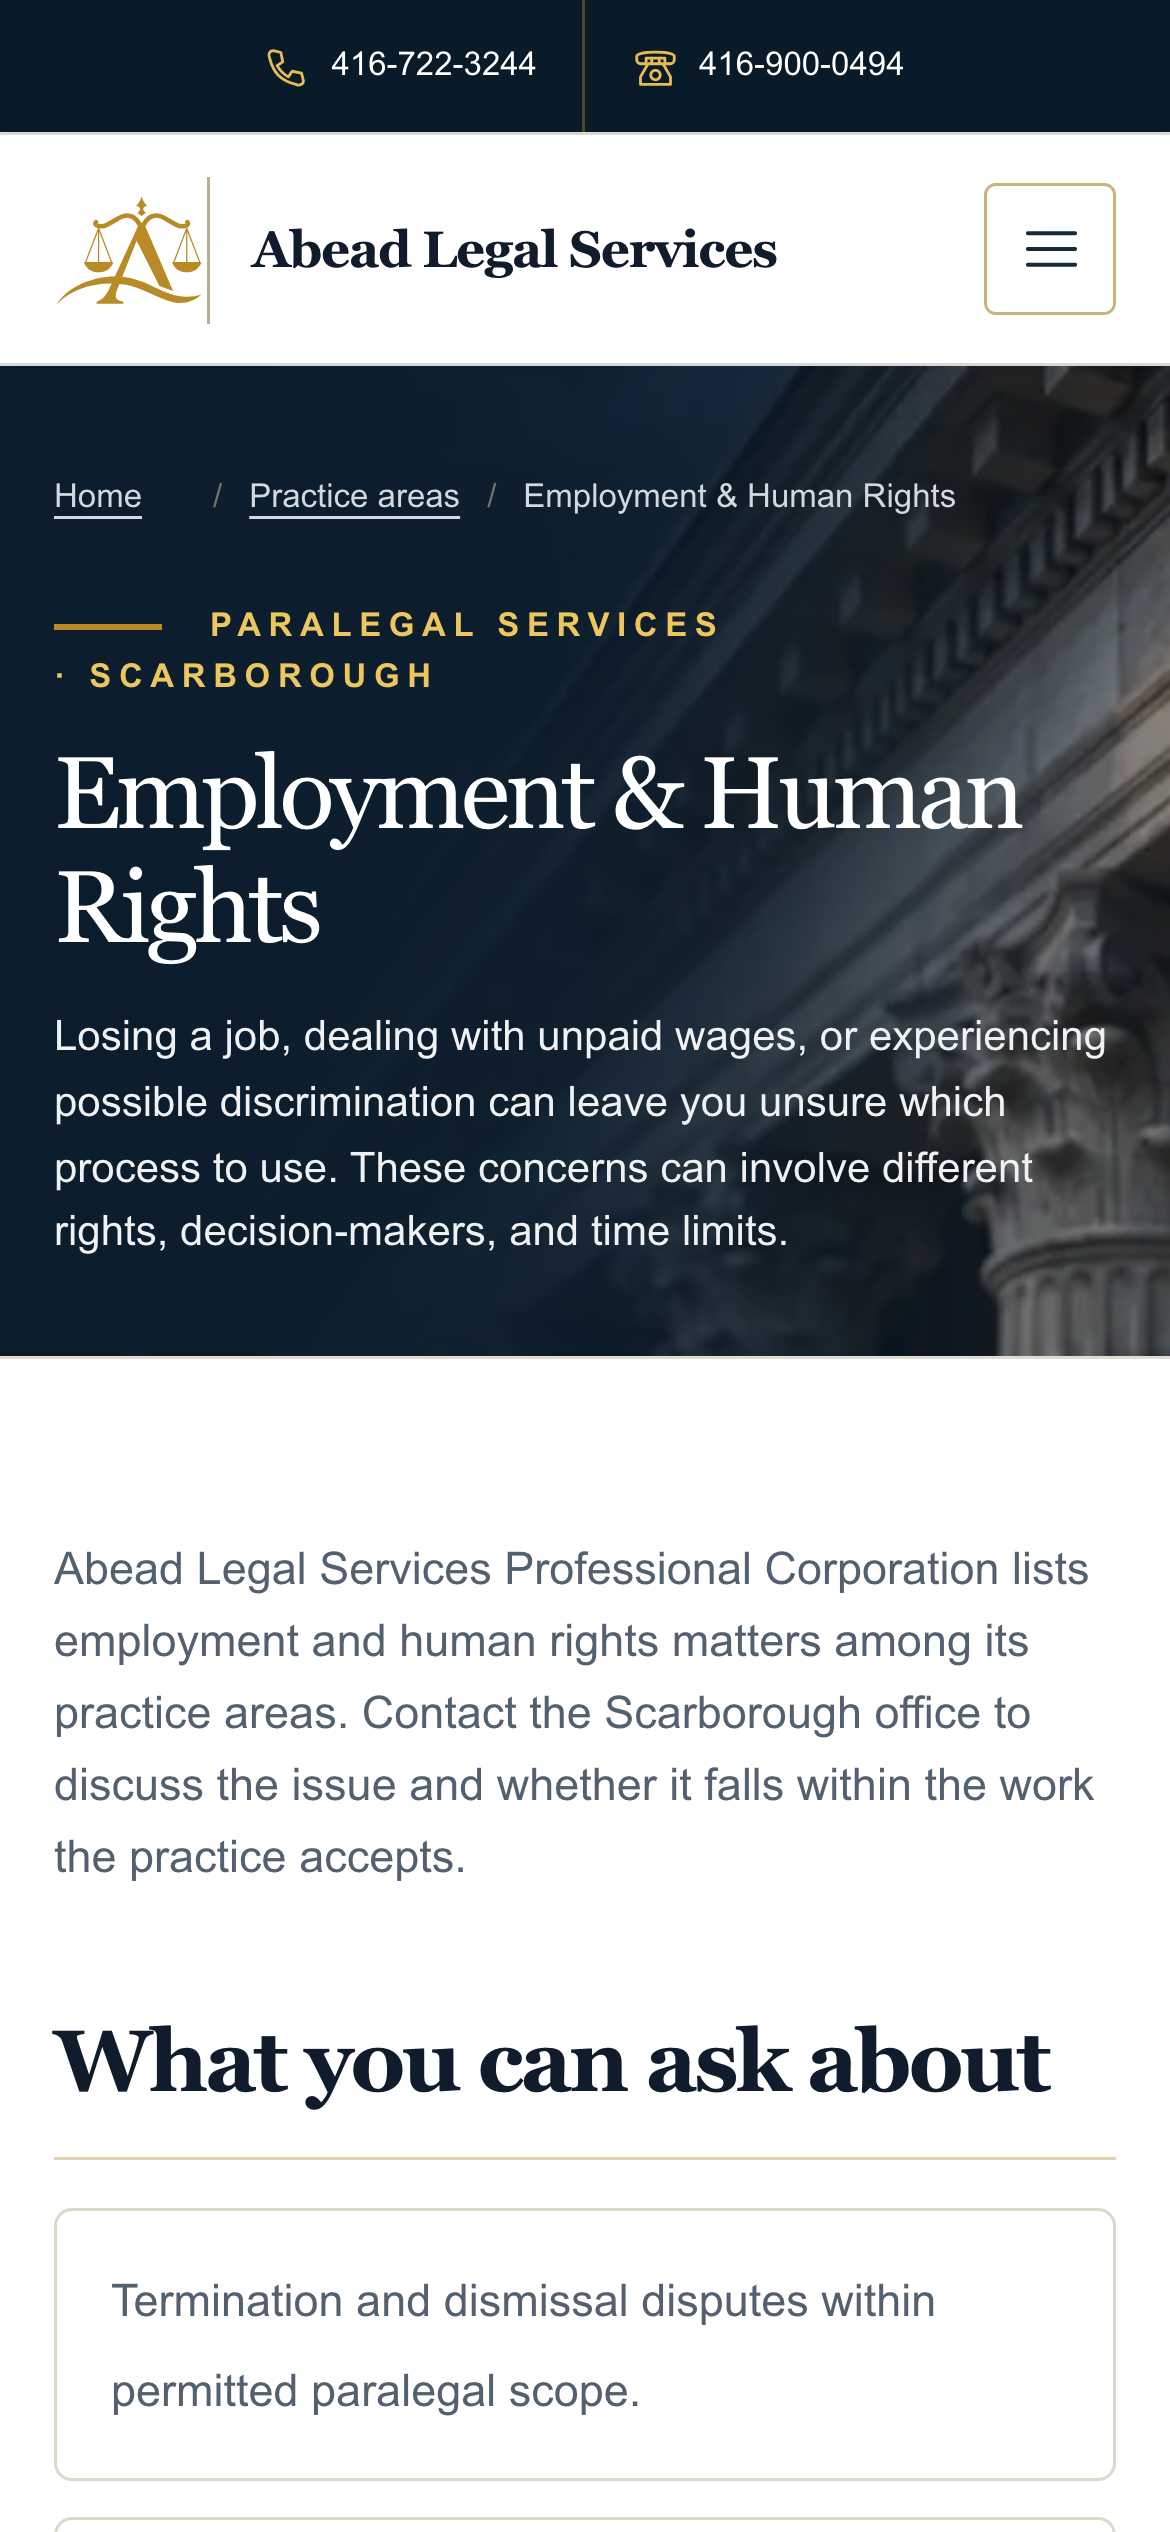 416-722-3244
416-900-0494
Abead Legal Services
Home / Practice areas / Employment & Human Rights
PARALEGAL SERVICES
· SCARBOROUGH
Employment & Human
Rights
Losing a job, dealing with unpaid wages, or experiencing
possible discrimination can leave you unsure which
process to use. These concerns can involve different
rights, decision-makers, and time limits.
Abead Legal Services Professional Corporation lists
employment and human rights matters among its
practice areas. Contact the Scarborough office to
discuss the issue and whether it falls within the work
the practice accepts.
What you can ask about
Termination and dismissal disputes within
permitted paralegal scope.